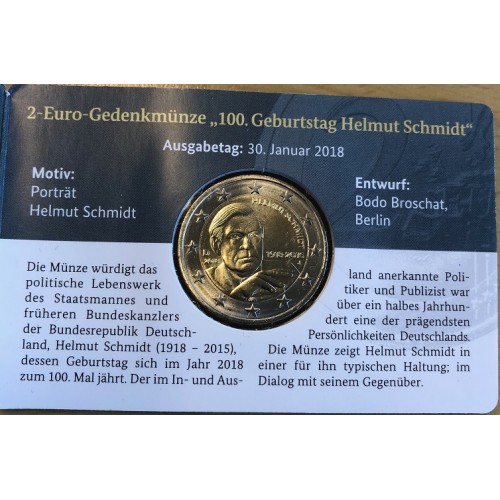 2-Euro-Gedenkmünze „100. Geburtstag Helmut Schmidt“
Ausgabetag: 30. Januar 2018
Motiv:
Porträt
Helmut Schmidt
Entwurf:
Bodo Broschat,
Berlin
HELMUT SCHMIDT
1918-2015
Die Münze würdigt das
politische Lebenswerk
des Staatsmannes und
früheren Bundeskanzlers
der Bundesrepublik Deutsch-
land, Helmut Schmidt (1918 – 2015),
dessen Geburtstag sich im Jahr 2018
zum 100. Mal jährt. Der im In- und Aus-
land anerkannte Poli-
tiker und Publizist war
über ein halbes Jahrhun-
dert eine der prägendsten
Persönlichkeiten Deutschlands.
Die Münze zeigt Helmut Schmidt in
einer für ihn typischen Haltung; im
Dialog mit seinem Gegenüber.